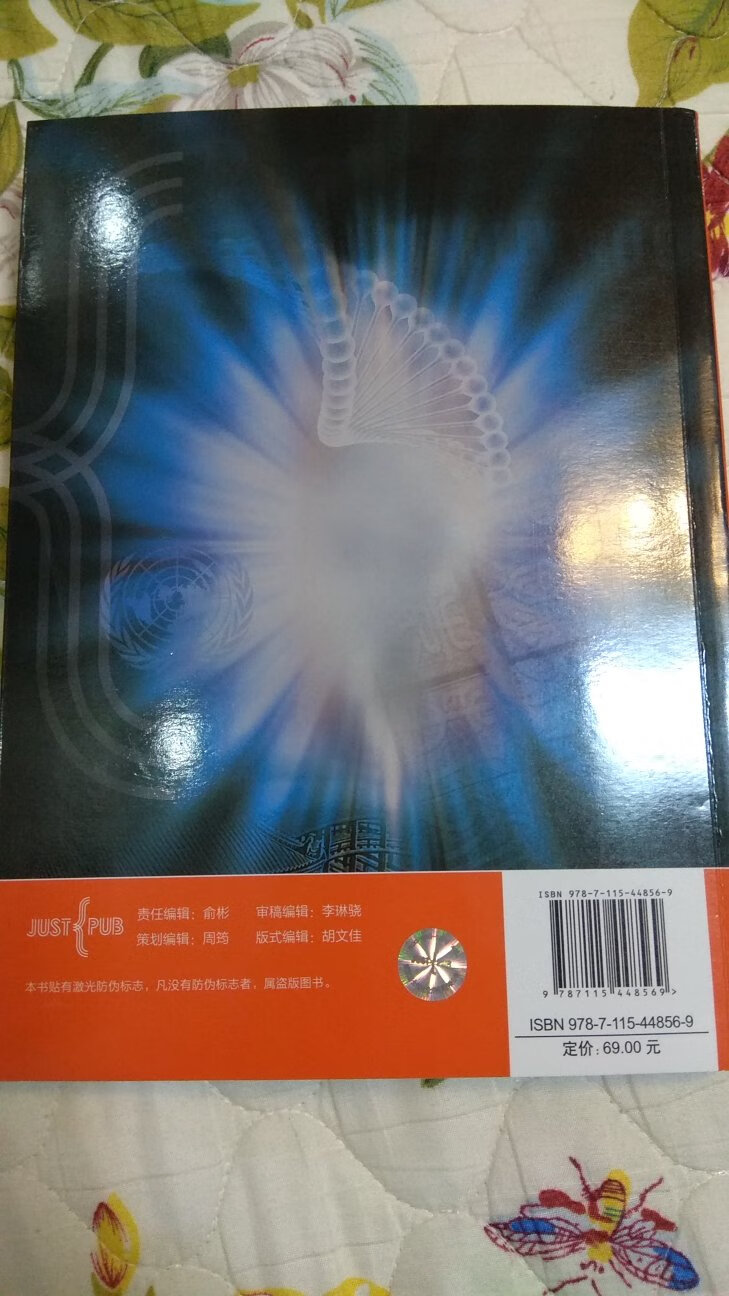 JUST PUB
责任编辑：俞彬 审稿编辑：李琳骁
策划编辑：周筠 版式编辑：胡文佳
本书贴有激光防伪标志，凡没有防伪标志者，属盗版图书。
ISBN 978-7-115-44856-9
9 787115 448569 >
ISBN 978-7-115-44856-9
定价：69.00 元